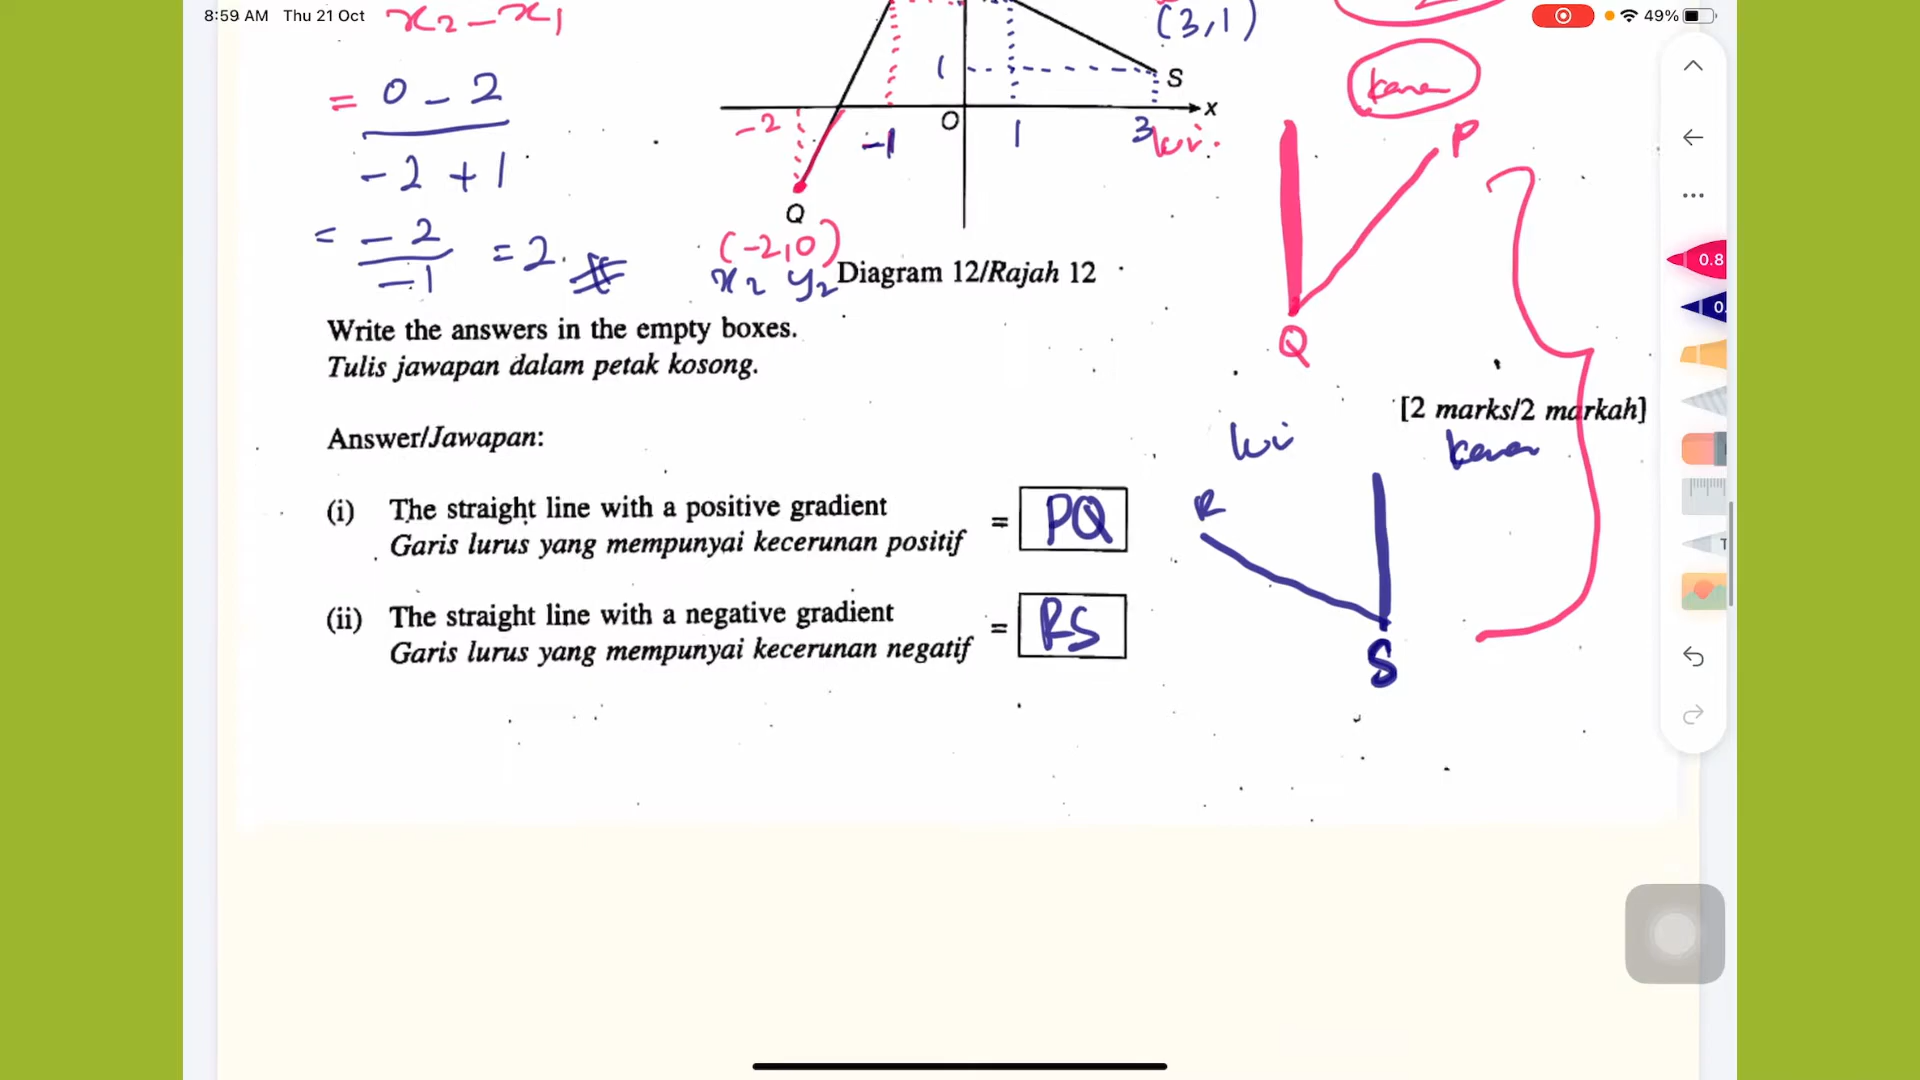 8:59 AM Thu 21 Oct
49%
x2 - x1
(3,1)
= 0 - 2
-2 + 1
= -2 = 2.
-1
1
S
x
O
-2
-1
1
3
kiri
kanan
P
Q
Q
(-2,0)
x2 y2
Diagram 12/Rajah 12
0.8
0.
Write the answers in the empty boxes.
Tulis jawapan dalam petak kosong.
[2 marks/2 markah]
Answer/Jawapan:
kiri
kanan
(i) The straight line with a positive gradient
Garis lurus yang mempunyai kecerunan positif = PQ
R
(ii) The straight line with a negative gradient
Garis lurus yang mempunyai kecerunan negatif = RS
S